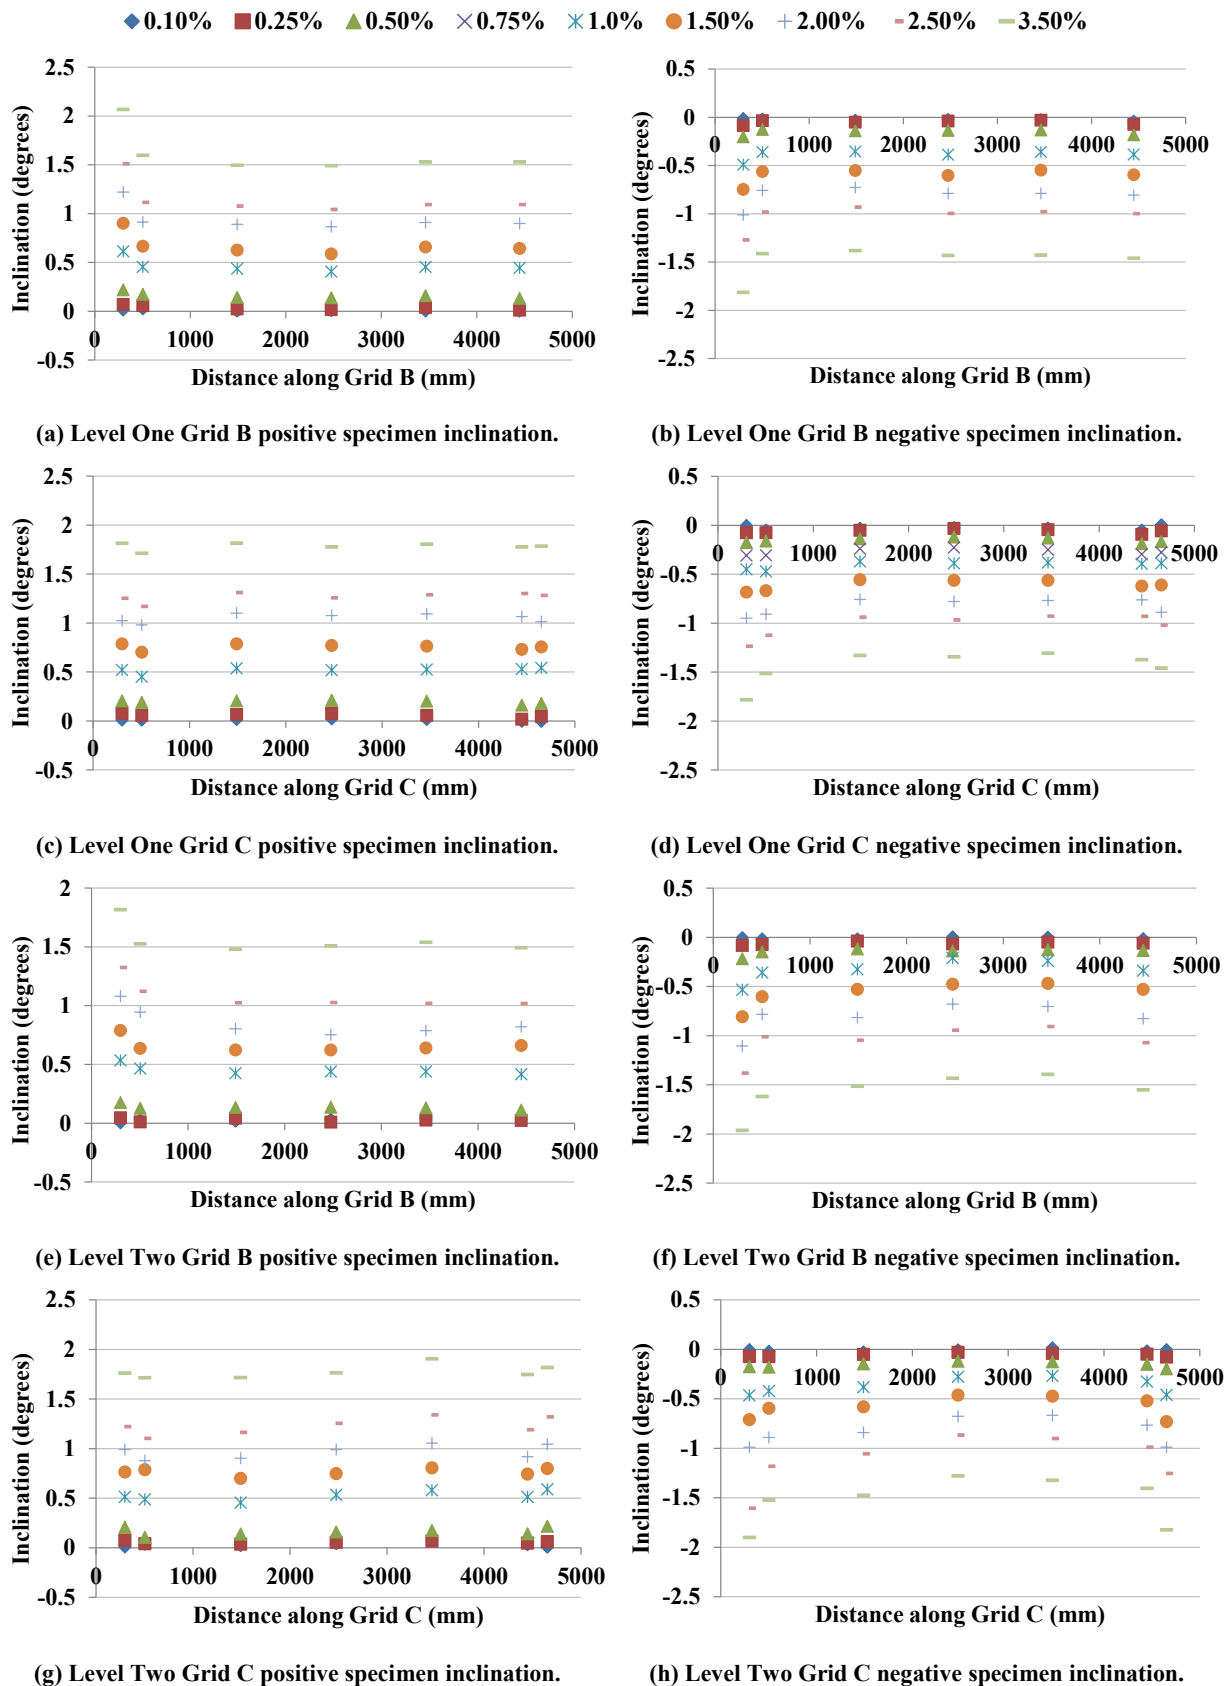 0.10% 0.25% 0.50% 0.75% 1.0% 1.50% 2.00% 2.50% 3.50%
2.5
2
1.5
1
0.5
0
-0.5
0 1000 2000 3000 4000 5000
Inclination (degrees)
Distance along Grid B (mm)
(a) Level One Grid B positive specimen inclination.
0.5
0
-0.5
-1
-1.5
-2
-2.5
0 1000 2000 3000 4000 5000
Inclination (degrees)
Distance along Grid B (mm)
(b) Level One Grid B negative specimen inclination.
2.5
2
1.5
1
0.5
0
-0.5
0 1000 2000 3000 4000 5000
Inclination (degrees)
Distance along Grid C (mm)
(c) Level One Grid C positive specimen inclination.
0.5
0
-0.5
-1
-1.5
-2
-2.5
0 1000 2000 3000 4000 5000
Inclination (degrees)
Distance along Grid C (mm)
(d) Level One Grid C negative specimen inclination.
2
1.5
1
0.5
0
-0.5
0 1000 2000 3000 4000 5000
Inclination (degrees)
Distance along Grid B (mm)
(e) Level Two Grid B positive specimen inclination.
0.5
0
-0.5
-1
-1.5
-2
-2.5
0 1000 2000 3000 4000 5000
Inclination (degrees)
Distance along Grid B (mm)
(f) Level Two Grid B negative specimen inclination.
2.5
2
1.5
1
0.5
0
-0.5
0 1000 2000 3000 4000 5000
Inclination (degrees)
Distance along Grid C (mm)
(g) Level Two Grid C positive specimen inclination.
0.5
0
-0.5
-1
-1.5
-2
-2.5
0 1000 2000 3000 4000 5000
Inclination (degrees)
Distance along Grid C (mm)
(h) Level Two Grid C negative specimen inclination.